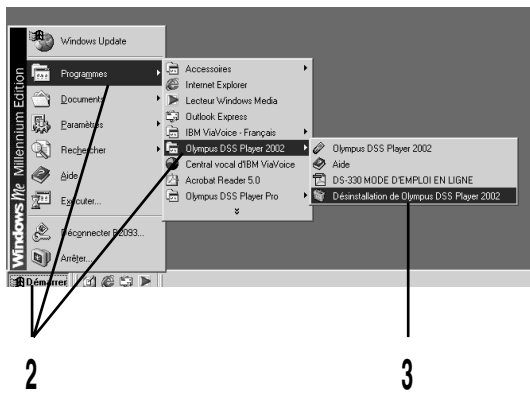 Windows Me Millennium Edition
Windows Update
Programmes
Documents
Paramètres
Rechercher
Aide
Exécuter...
Déconnecter B2093...
Arrêter...
Démarrer
Accessoires
Internet Explorer
Lecteur Windows Media
Outlook Express
IBM ViaVoice - Français
Olympus DSS Player 2002
Central vocal d'IBM ViaVoice
Acrobat Reader 5.0
Olympus DSS Player Pro
Olympus DSS Player 2002
Aide
DS-330 MODE D'EMPLOI EN LIGNE
Désinstallation de Olympus DSS Player 2002
2
3